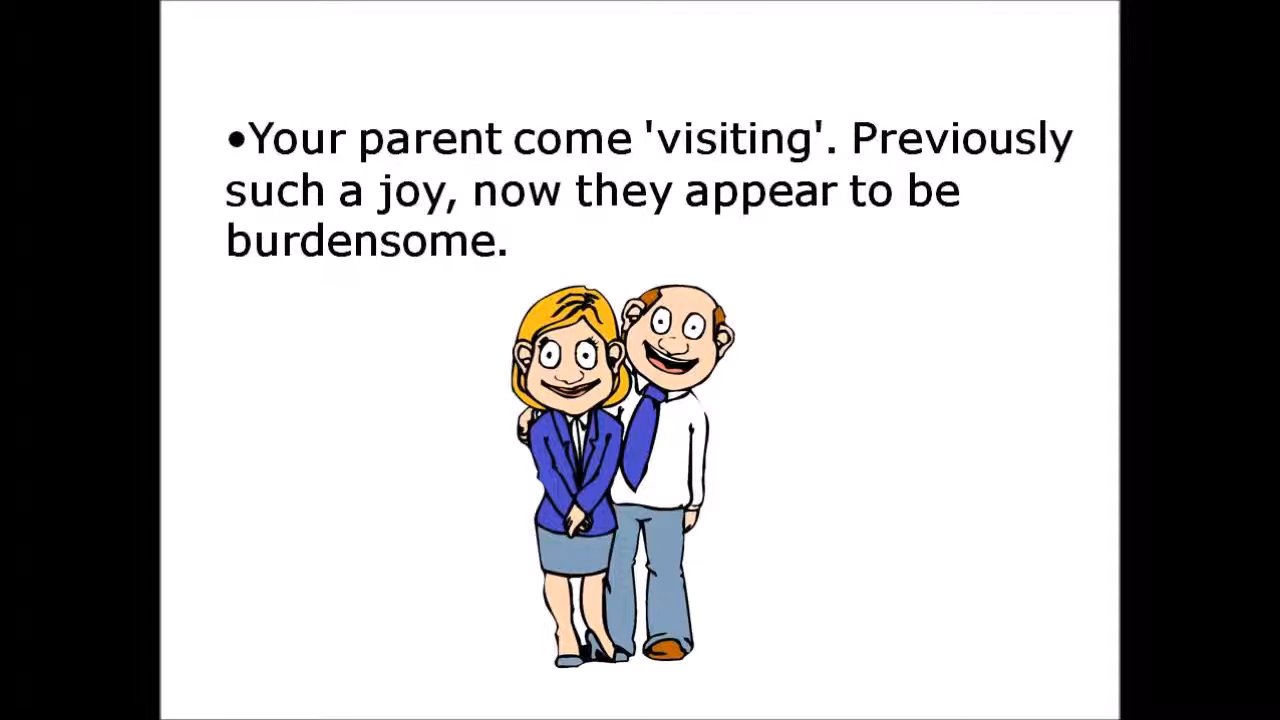 •Your parent come 'visiting'. Previously
such a joy, now they appear to be
burdensome.